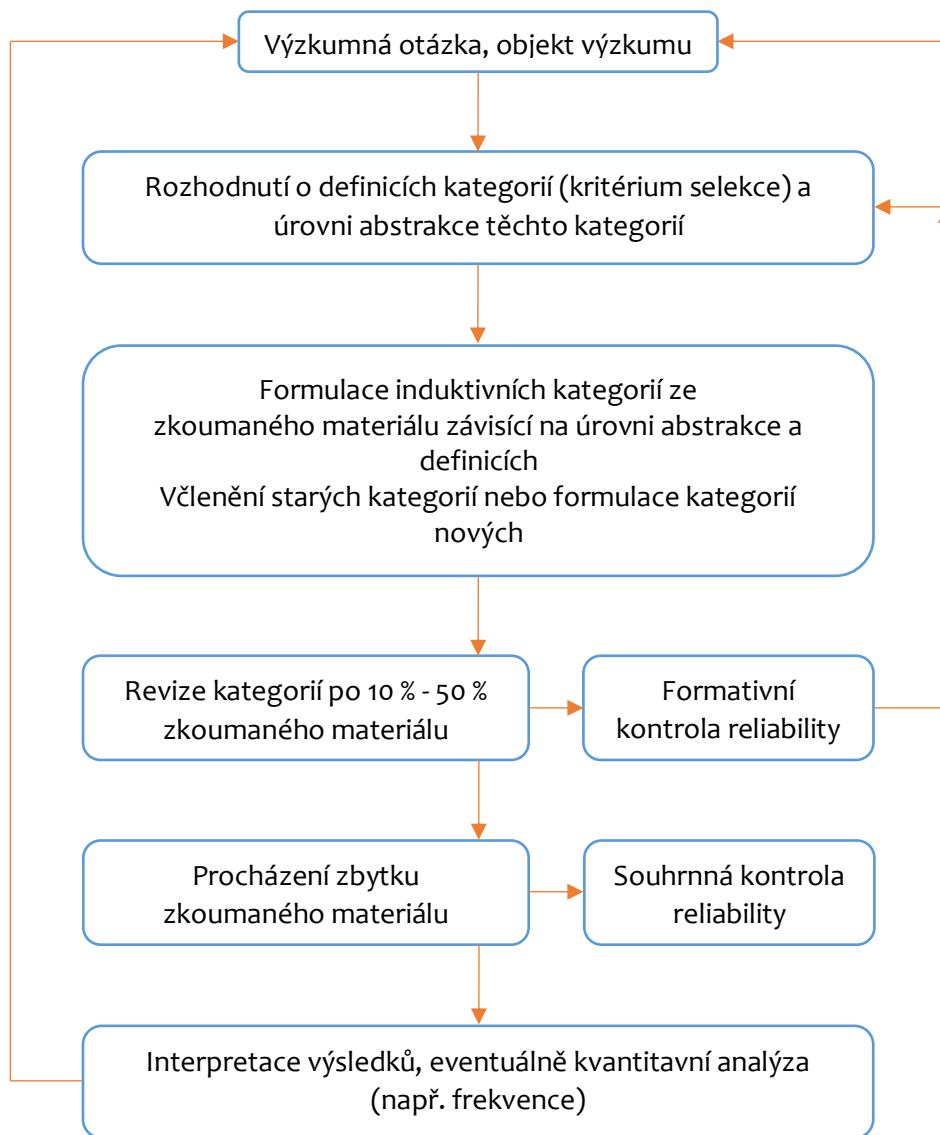 Výzkumná otázka, objekt výzkumu
Rozhodnutí o definicích kategorií (kritérium selekce) a
úrovni abstrakce těchto kategorií
Formulace induktivních kategorií ze
zkoumaného materiálu závisící na úrovni abstrakce a
definicích
Včlenění starých kategorií nebo formulace kategorií
nových
Revize kategorií po 10 % - 50 %
zkoumaného materiálu
Formativní
kontrola reliability
Procházení zbytku
zkoumaného materiálu
Souhrnná kontrola
reliability
Interpretace výsledků, eventuálně kvantitavní analýza
(např. frekvence)